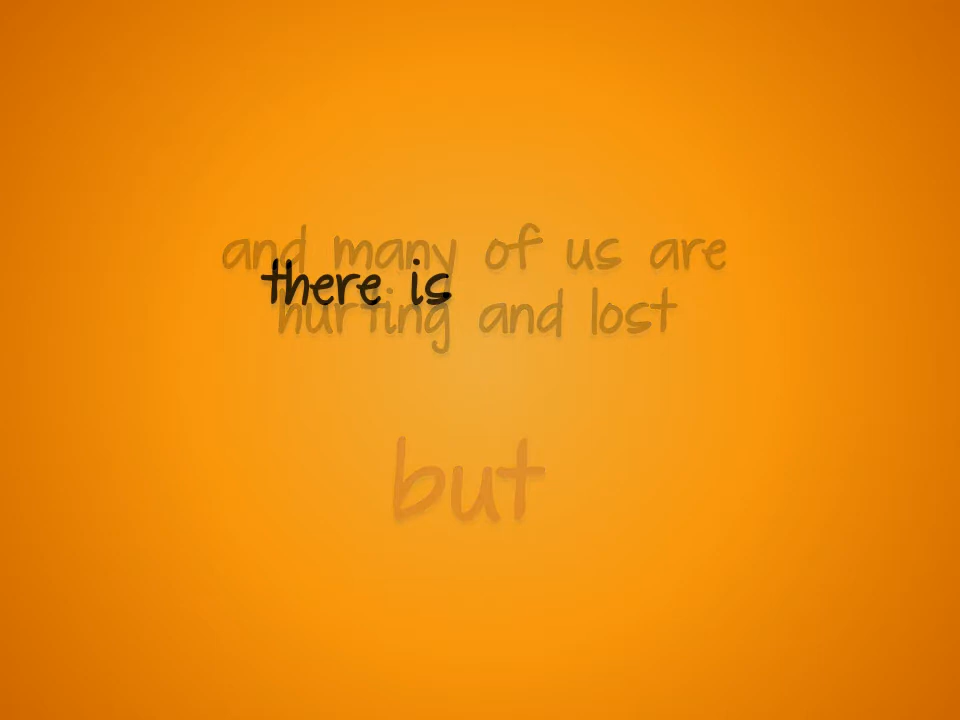 and many of us are
there is
hurting and lost
but